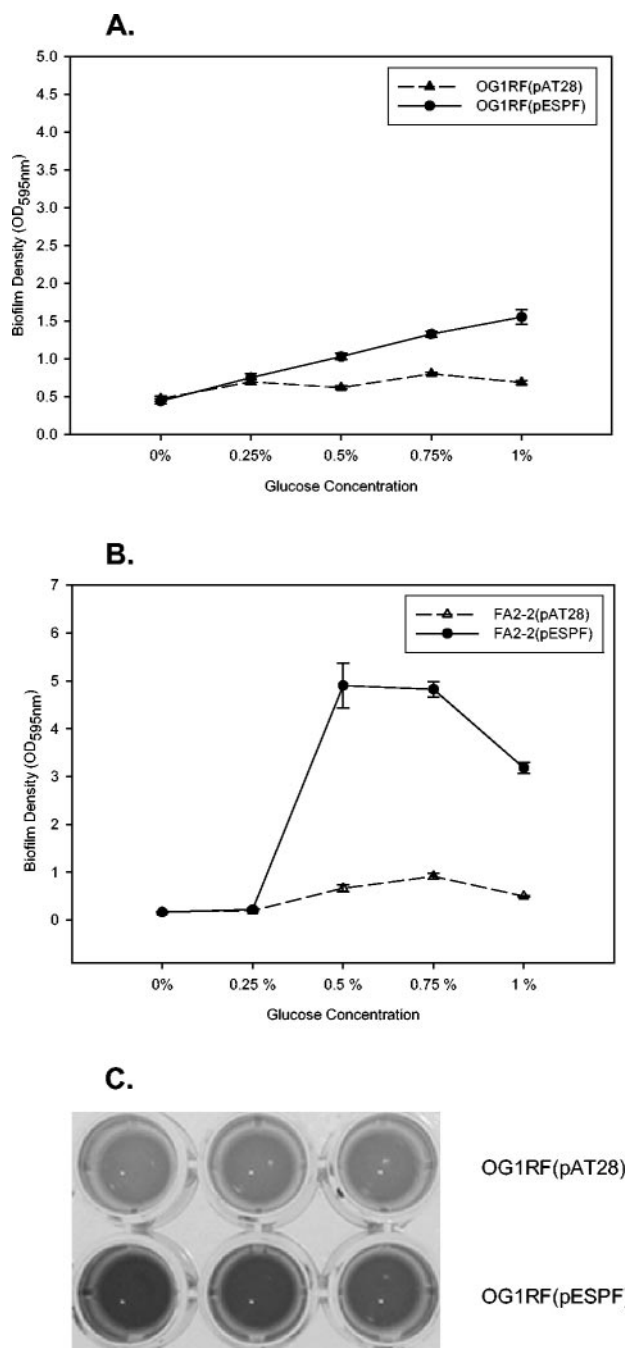 A.
5.0
4.5
4.0
3.5
3.0
2.5
2.0
1.5
1.0
0.5
0.0
Biofilm Density (OD595nm)
OG1RF(pAT28)
OG1RF(pESPF)
0% 0.25% 0.5% 0.75% 1%
Glucose Concentration
B.
7
6
5
4
3
2
1
0
Biofilm Density (OD595nm)
FA2-2(pAT28)
FA2-2(pESPF)
0% 0.25 % 0.5 % 0.75 % 1 %
Glucose Concentration
C.
OG1RF(pAT28)
OG1RF(pESPF)